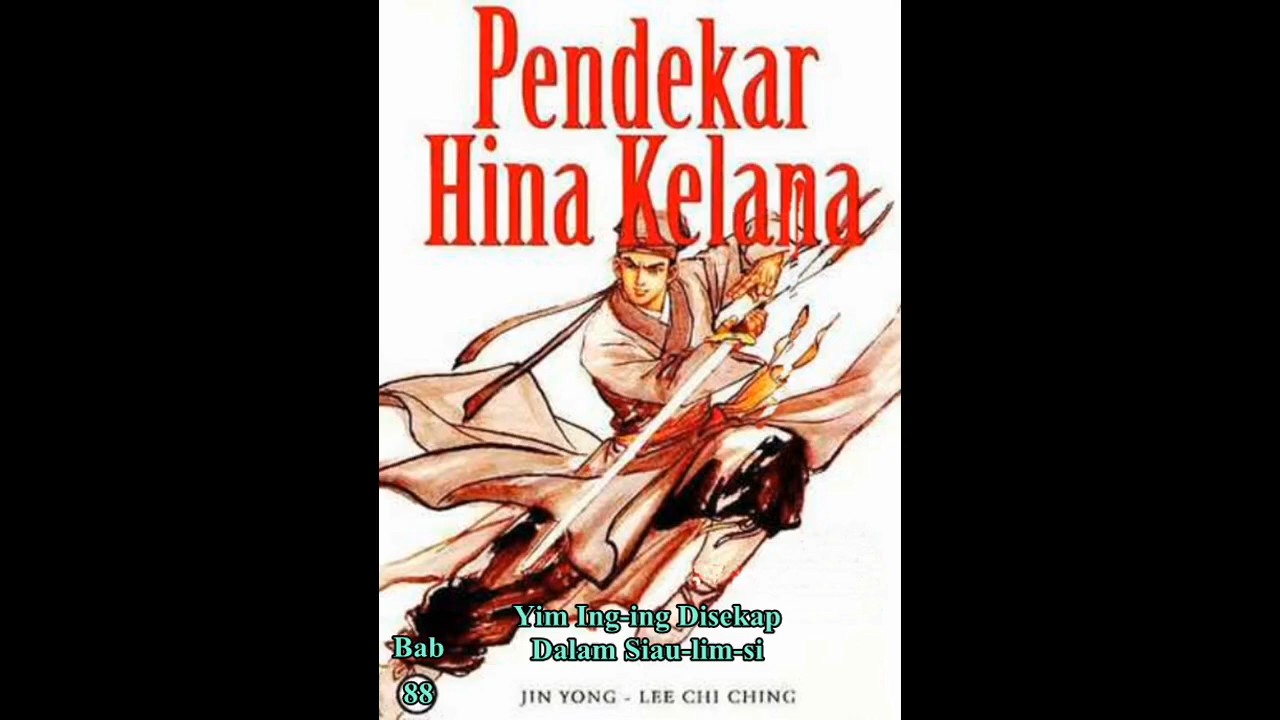 Pendekar
Hina Kelana
Yim Ing-ing Disekap
Dalam Siau-lim-si
Bab
88
JIN YONG - LEE CHI CHING